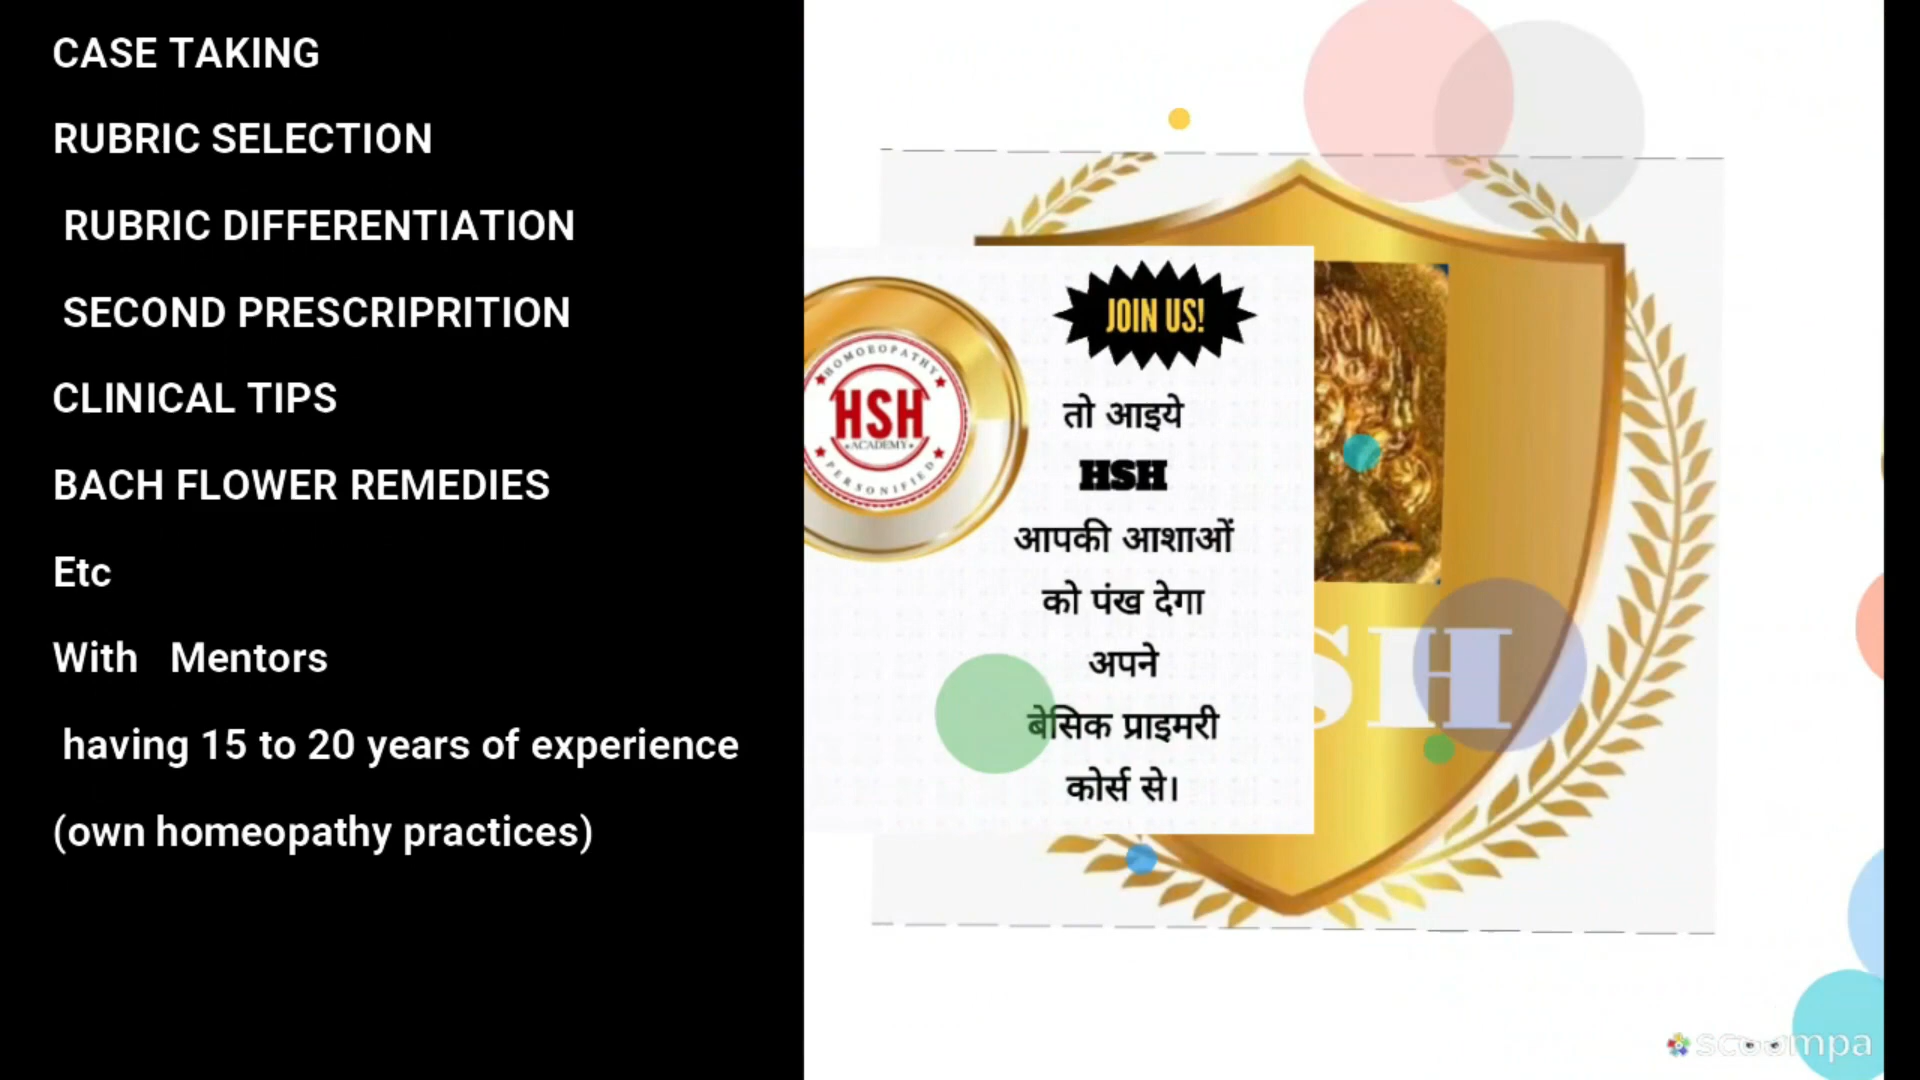 CASE TAKING
RUBRIC SELECTION
RUBRIC DIFFERENTIATION
SECOND PRESCRIPRITION
CLINICAL TIPS
BACH FLOWER REMEDIES
Etc
With Mentors
having 15 to 20 years of experience
(own homeopathy practices)
HOMOEOPATHY
HSH
ACADEMY
PERSONIFIED
JOIN US!
तो आइये
HSH
आपकी आशाओं
को पंख देगा
अपने
बेसिक प्राइमरी
कोर्स से।
SH
scoompa